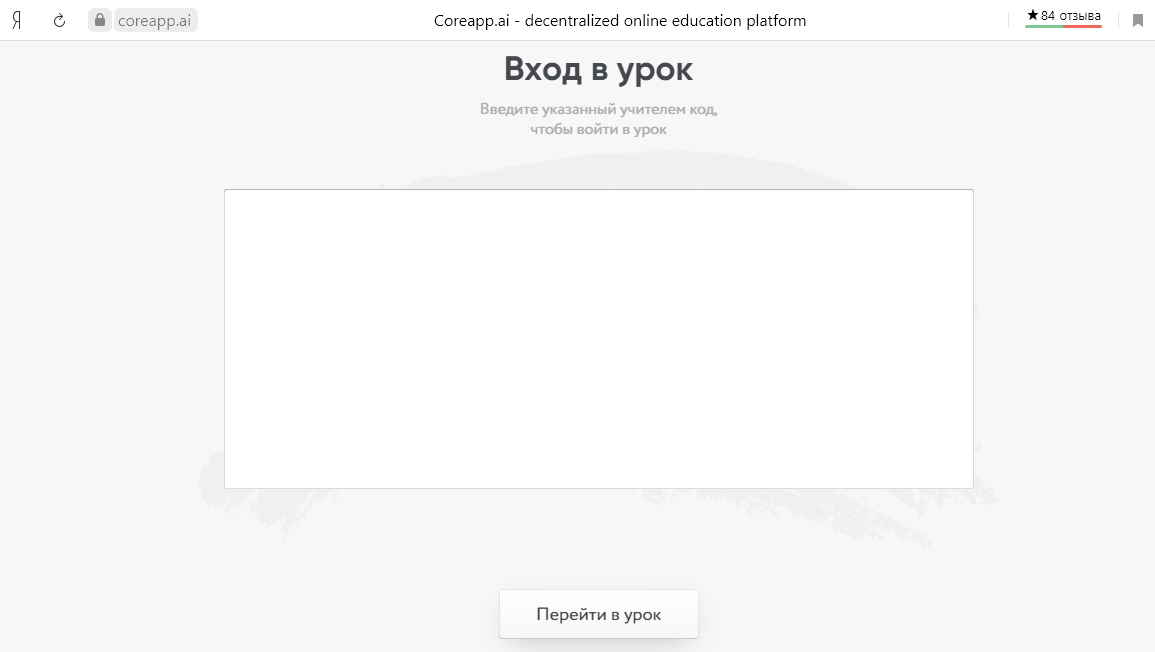 Я coreapp.ai Coreapp.ai - decentralized online education platform ★84 отзыва
Вход в урок
Введите указанный учителем код,
чтобы войти в урок
Перейти в урок